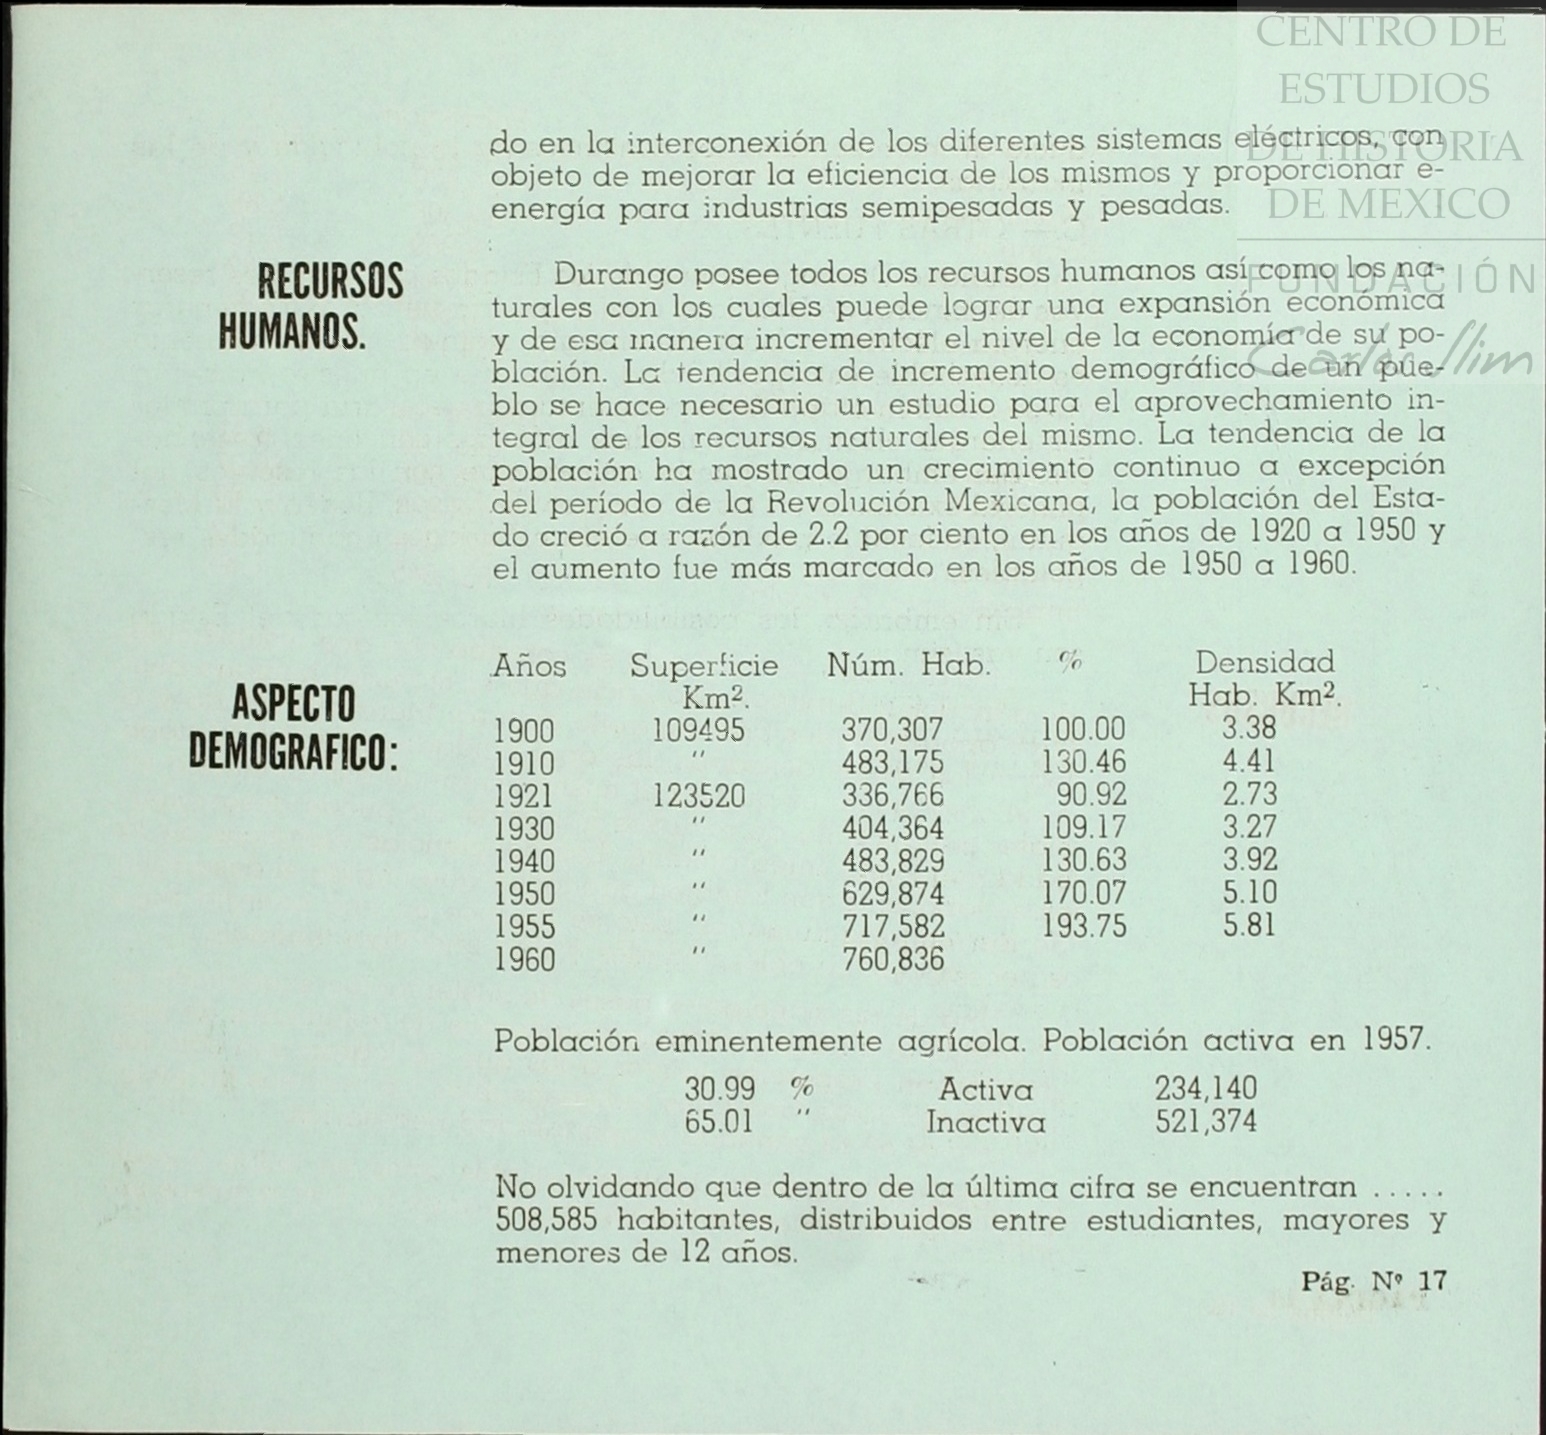 CENTRO DE
ESTUDIOS
DE HISTORIA
DE MEXICO
FUNDACIÓN
Carlos Slim
do en la interconexión de los diferentes sistemas eléctricos, con
objeto de mejorar la eficiencia de los mismos y proporcionar e-
energía para industrias semipesadas y pesadas.
RECURSOS
HUMANOS.
Durango posee todos los recursos humanos así como los na-
turales con los cuales puede lograr una expansión económica
y de esa manera incrementar el nivel de la economía de su po-
blación. La tendencia de incremento demográfico de un pue-
blo se hace necesario un estudio para el aprovechamiento in-
tegral de los recursos naturales del mismo. La tendencia de la
población ha mostrado un crecimiento continuo a excepción
del período de la Revolución Mexicana, la población del Esta-
do creció a razón de 2.2 por ciento en los años de 1920 a 1950 y
el aumento fue más marcado en los años de 1950 a 1960.
ASPECTO
DEMOGRAFICO:
Años Superficie Núm. Hab. % Densidad
Km². Hab. Km².
1900 109495 370,307 100.00 3.38
1910 " 483,175 130.46 4.41
1921 123520 336,766 90.92 2.73
1930 " 404,364 109.17 3.27
1940 " 483,829 130.63 3.92
1950 " 629,874 170.07 5.10
1955 " 717,582 193.75 5.81
1960 " 760,836
Población eminentemente agrícola. Población activa en 1957.
30.99 % Activa 234,140
65.01 " Inactiva 521,374
No olvidando que dentro de la última cifra se encuentran .....
508,585 habitantes, distribuidos entre estudiantes, mayores y
menores de 12 años.
Pág. Nº 17